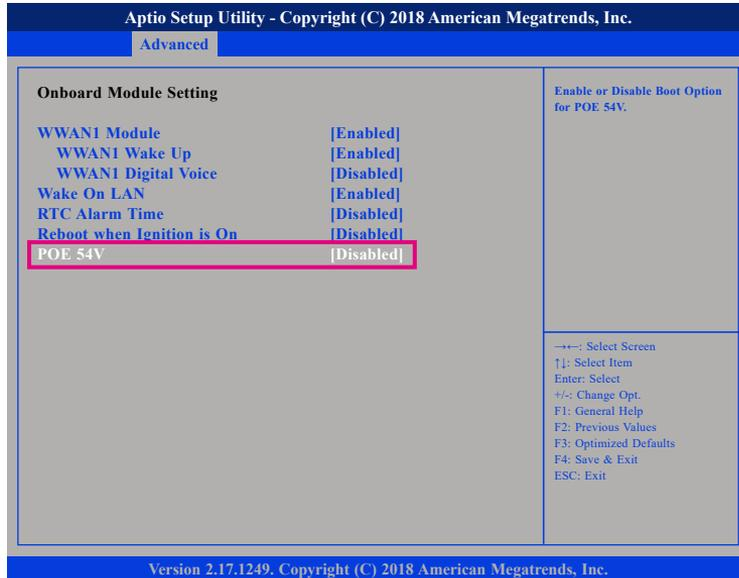 Aptio Setup Utility - Copyright (C) 2018 American Megatrends, Inc.
Advanced
Onboard Module Setting
WWAN1 Module [Enabled]
WWAN1 Wake Up [Enabled]
WWAN1 Digital Voice [Disabled]
Wake On LAN [Enabled]
RTC Alarm Time [Disabled]
Reboot when Ignition is On [Disabled]
POE 54V [Disabled]
Enable or Disable Boot Option
for POE 54V.
→←: Select Screen
↑↓: Select Item
Enter: Select
+/-: Change Opt.
F1: General Help
F2: Previous Values
F3: Optimized Defaults
F4: Save & Exit
ESC: Exit
Version 2.17.1249. Copyright (C) 2018 American Megatrends, Inc.